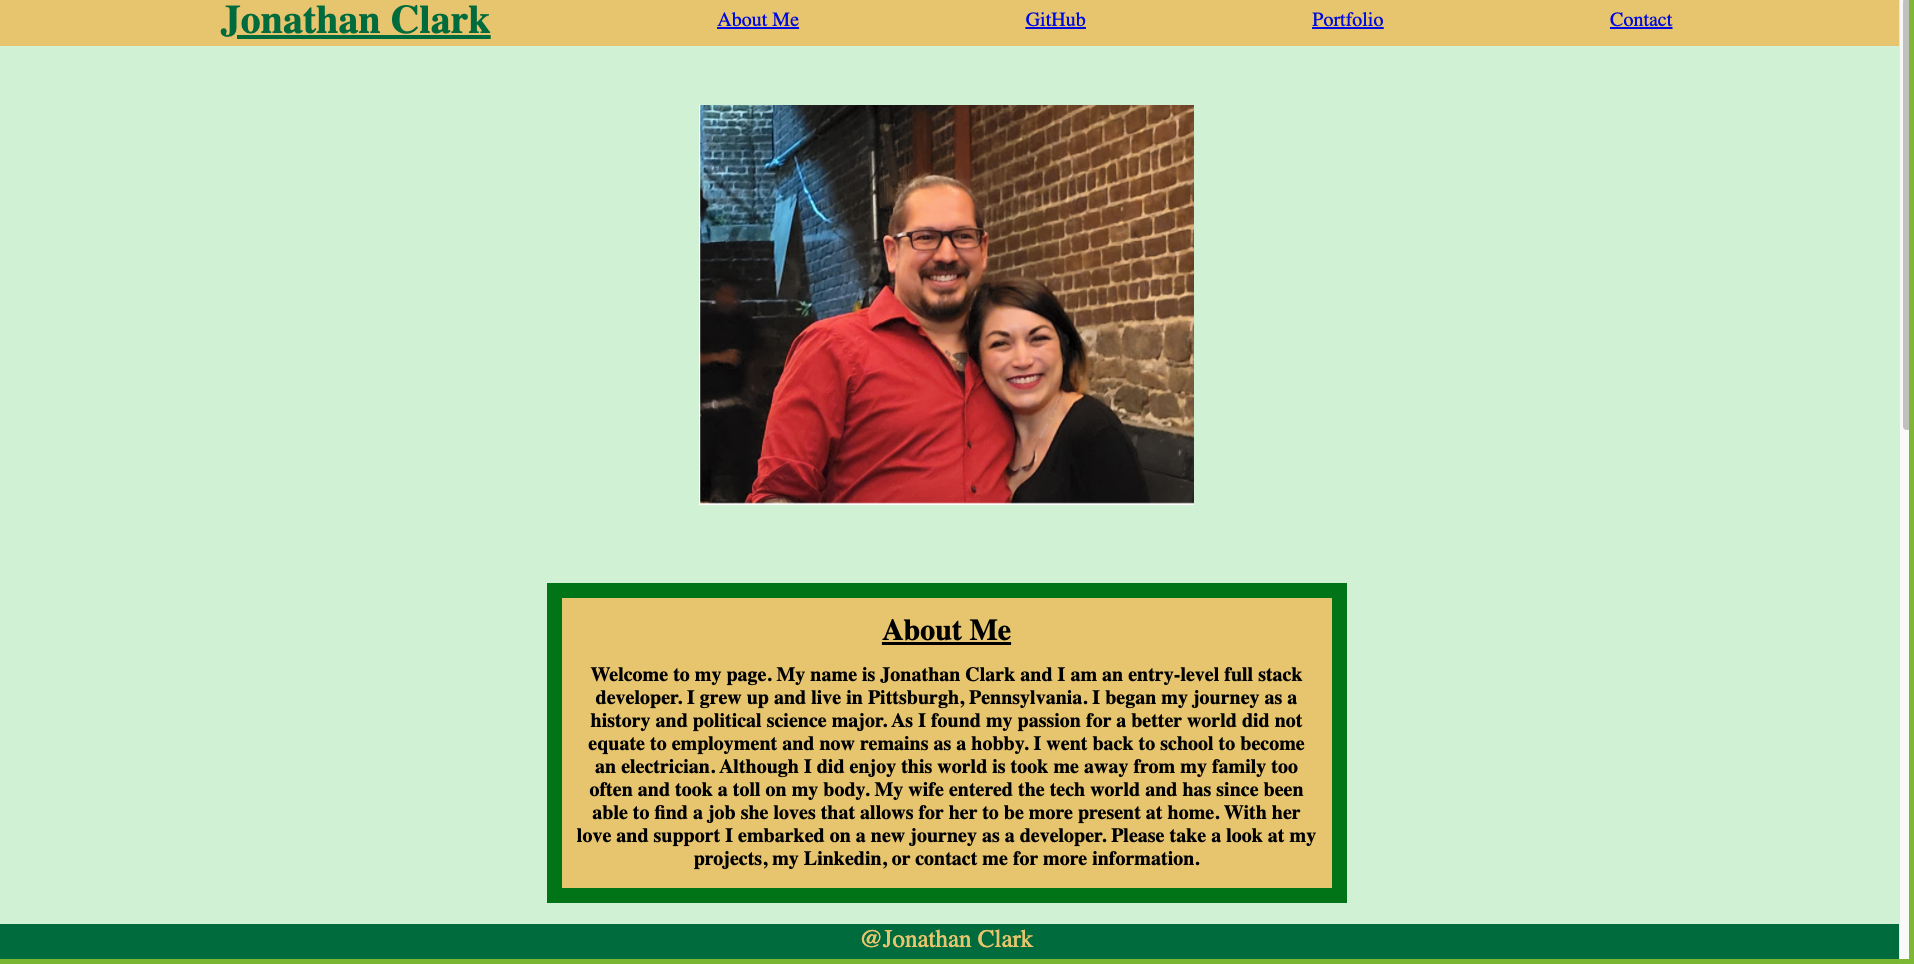 Jonathan Clark
About Me
GitHub
Portfolio
Contact
About Me
Welcome to my page. My name is Jonathan Clark and I am an entry-level full stack
developer. I grew up and live in Pittsburgh, Pennsylvania. I began my journey as a
history and political science major. As I found my passion for a better world did not
equate to employment and now remains as a hobby. I went back to school to become
an electrician. Although I did enjoy this world is took me away from my family too
often and took a toll on my body. My wife entered the tech world and has since been
able to find a job she loves that allows for her to be more present at home. With her
love and support I embarked on a new journey as a developer. Please take a look at my
projects, my Linkedin, or contact me for more information.
@Jonathan Clark